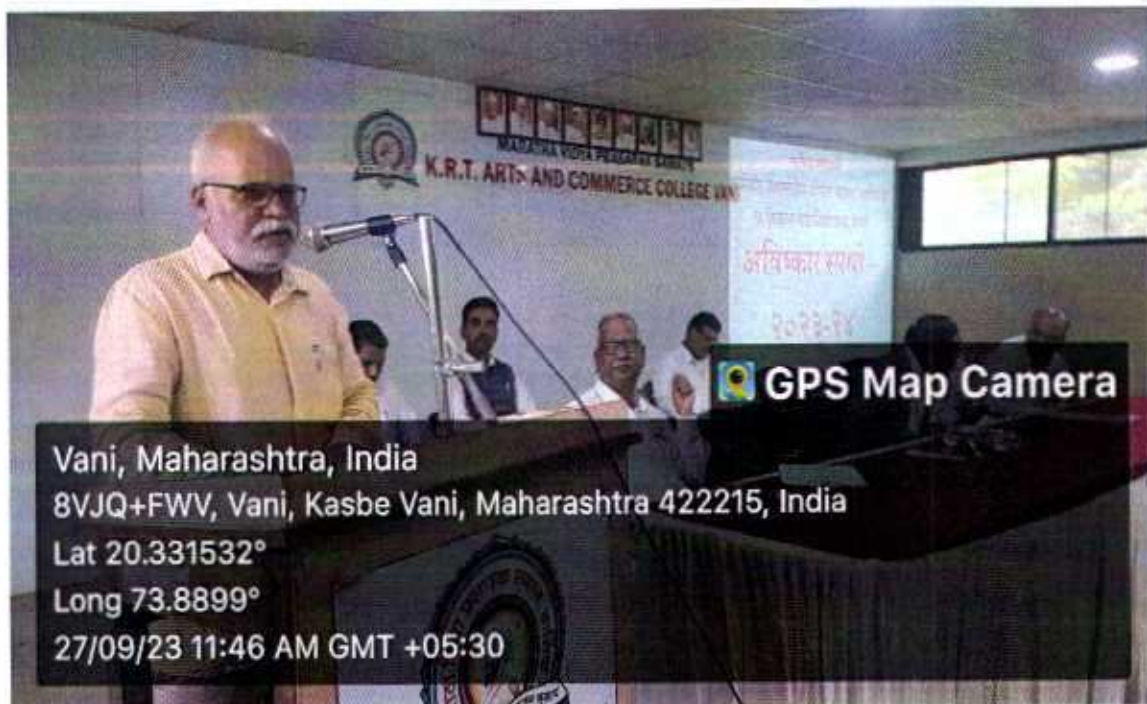 MARATHA VIDYA PRASARAK SAMAJ'S
K.R.T. ARTS AND COMMERCE COLLEGE VANI
अविष्कार स्पर्धा -
२०२३-२४
GPS Map Camera
Vani, Maharashtra, India
8VJQ+FWV, Vani, Kasbe Vani, Maharashtra 422215, India
Lat 20.331532°
Long 73.8899°
27/09/23 11:46 AM GMT +05:30